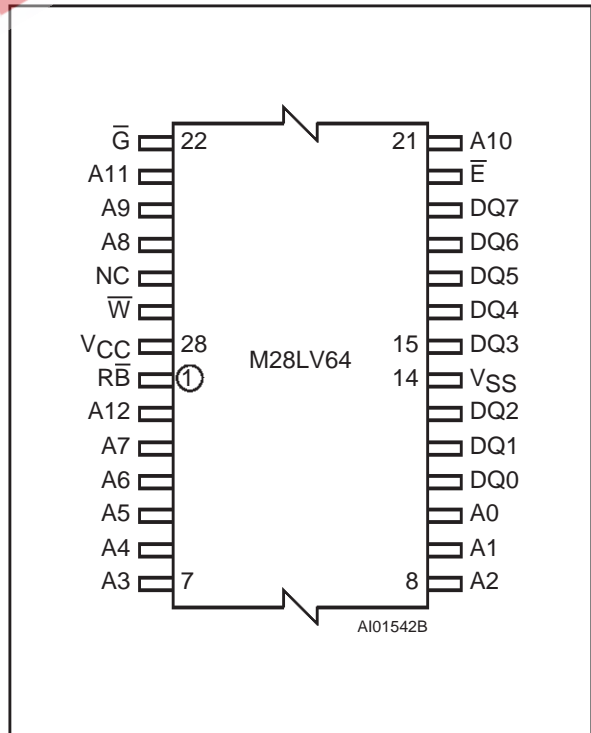 G̅ 22 21 A10
A11 E̅
A9 DQ7
A8 DQ6
NC DQ5
W̅ DQ4
VCC 28 15 DQ3
M28LV64
RB̅ 1 14 VSS
A12 DQ2
A7 DQ1
A6 DQ0
A5 A0
A4 A1
A3 7 8 A2
AI01542B